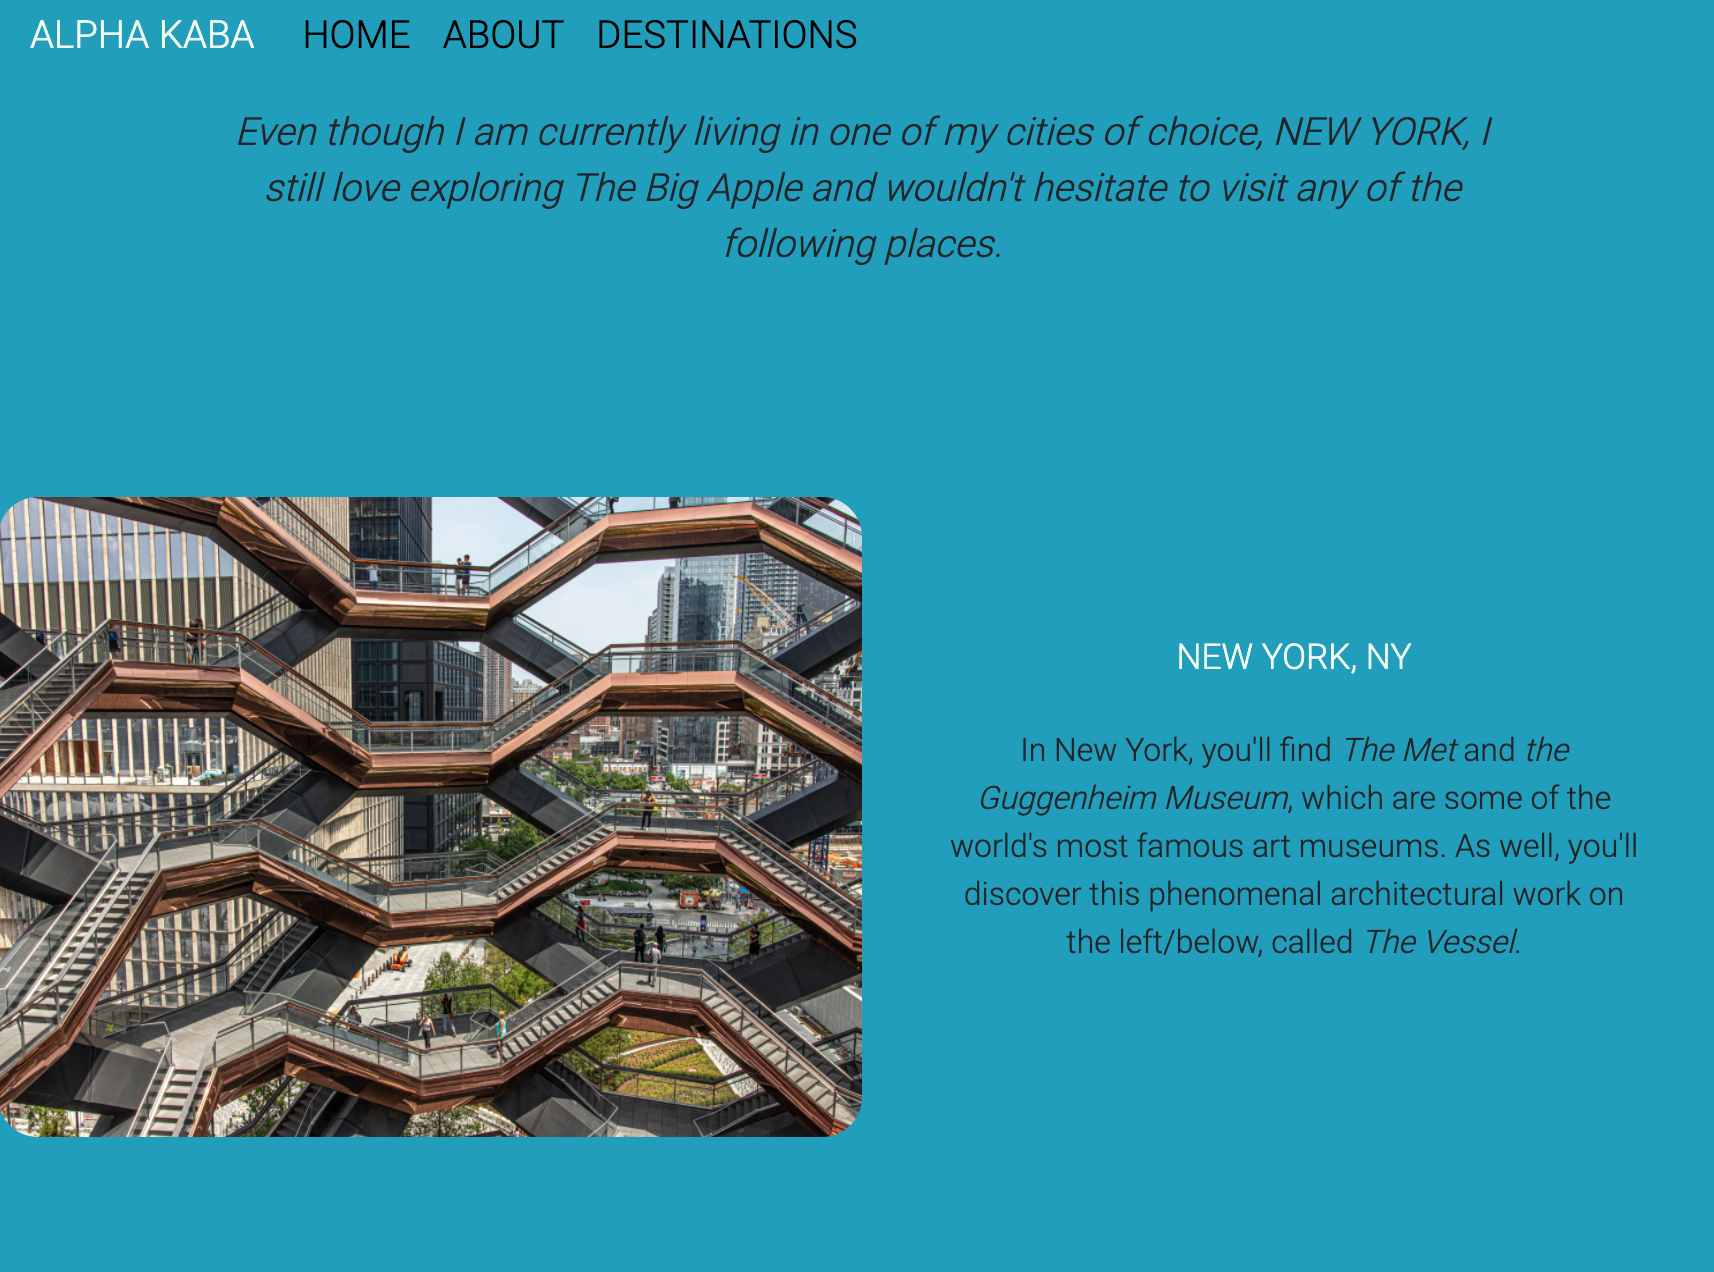 ALPHA KABA HOME ABOUT DESTINATIONS
Even though I am currently living in one of my cities of choice, NEW YORK, I
still love exploring The Big Apple and wouldn't hesitate to visit any of the
following places.
NEW YORK, NY
In New York, you'll find The Met and the
Guggenheim Museum, which are some of the
world's most famous art museums. As well, you'll
discover this phenomenal architectural work on
the left/below, called The Vessel.